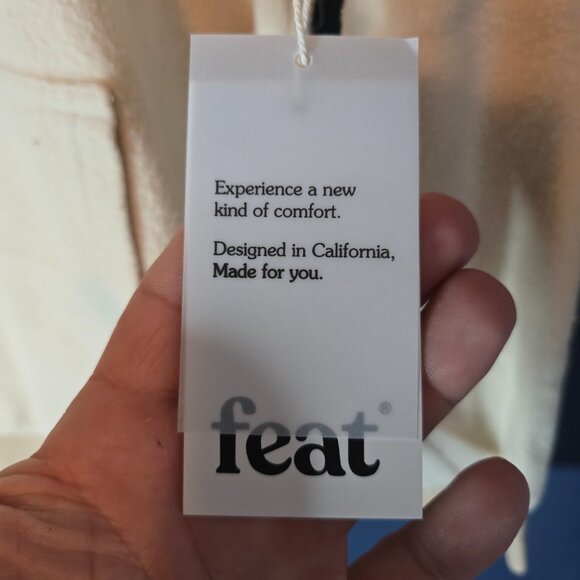 Experience a new
kind of comfort.
Designed in California,
Made for you.
feat®